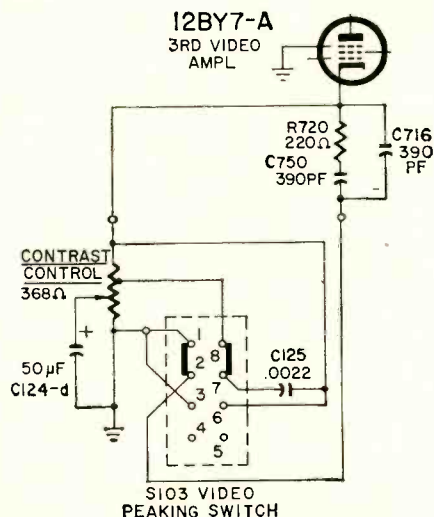 12BY7-A
3RD VIDEO
AMPL
R720
220Ω
C750
390PF
C716
390
PF
CONTRAST
CONTROL
368Ω
+
50µF
C124-d
1
8
2
7
3
6
4
5
C125
.0022
S103 VIDEO
PEAKING SWITCH